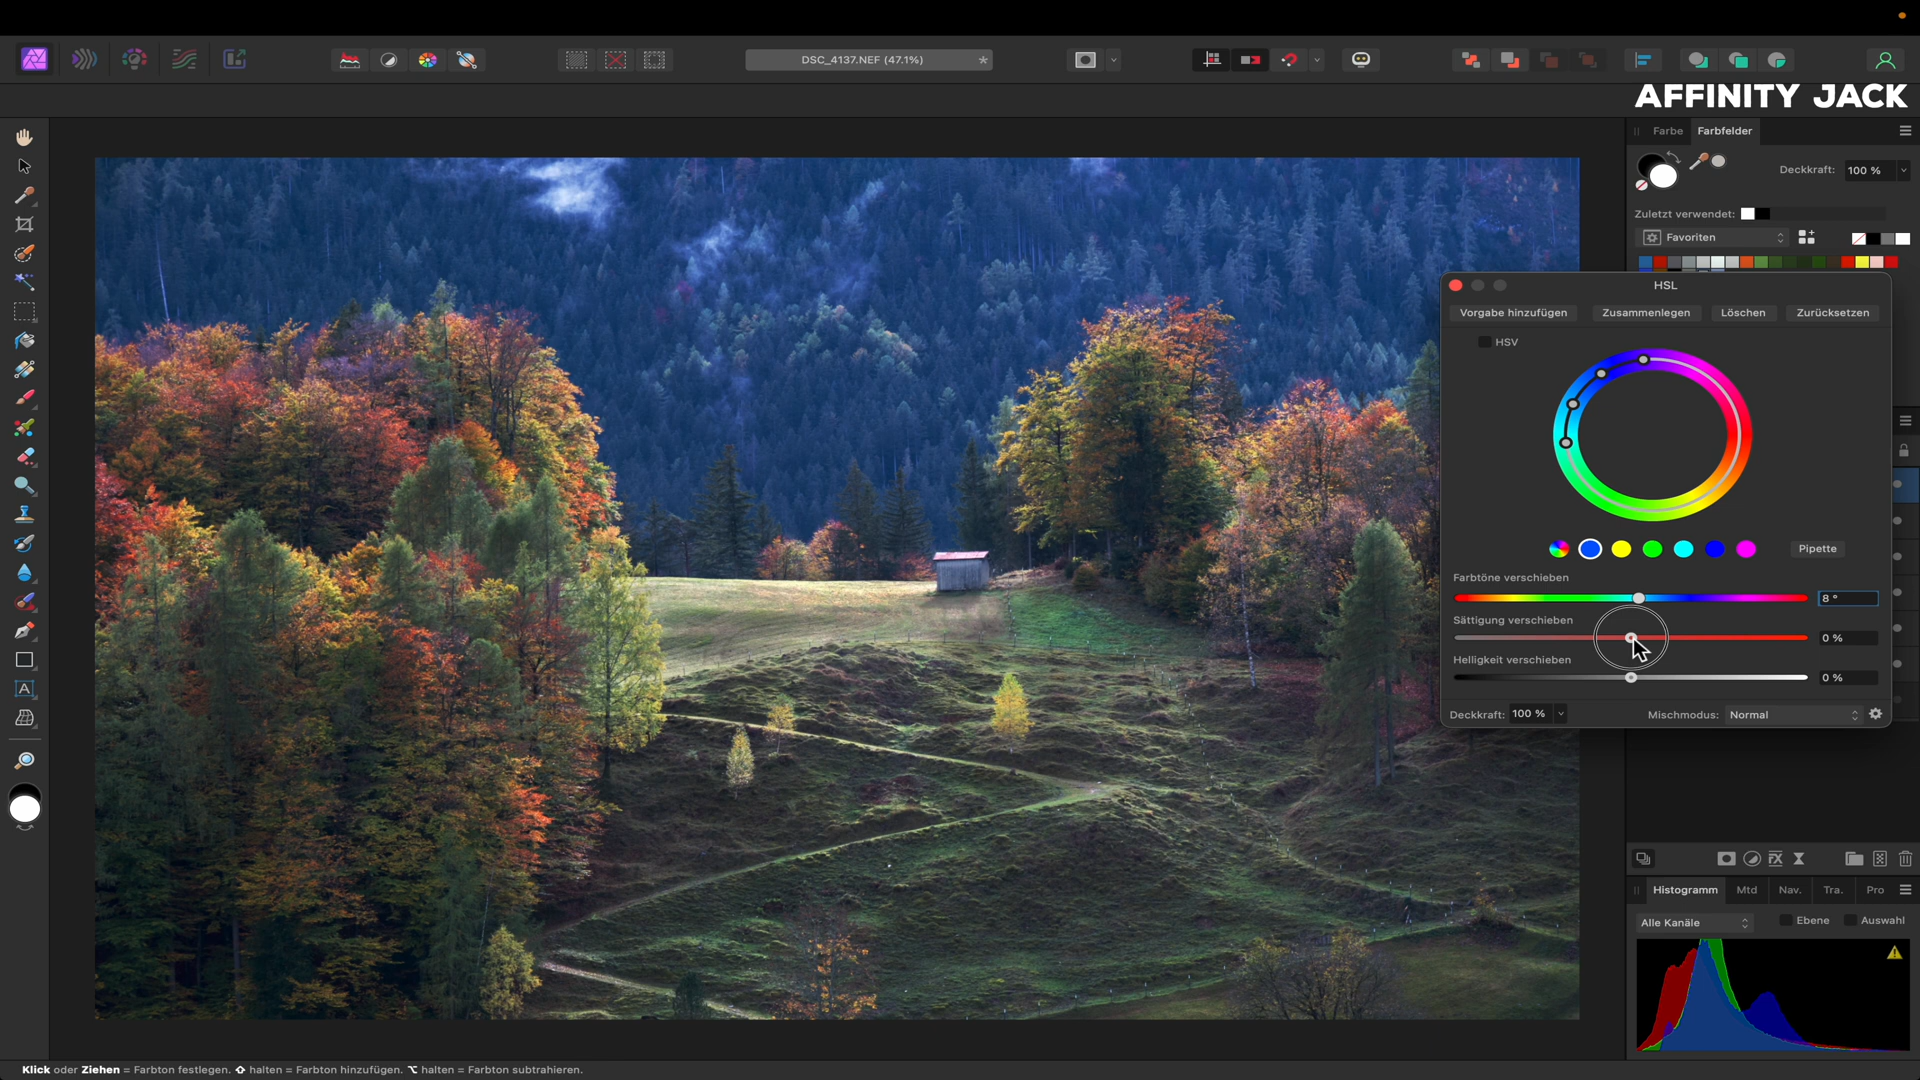 DSC_4137.NEF (47.1%)
*
AFFINITY JACK
Farbe
Farbfelder
Deckkraft:
100 %
Zuletzt verwendet:
Favoriten
HSL
Vorgabe hinzufügen
Zusammenlegen
Löschen
Zurücksetzen
HSV
Pipette
Farbtöne verschieben
8 °
Sättigung verschieben
0 %
Helligkeit verschieben
0 %
Deckkraft:
100 %
Mischmodus:
Normal
Histogramm
Mtd
Nav.
Tra.
Pro
Alle Kanäle
Ebene
Auswahl
Klick oder Ziehen = Farbton festlegen. ⇧ halten = Farbton hinzufügen. ⌥ halten = Farbton subtrahieren.